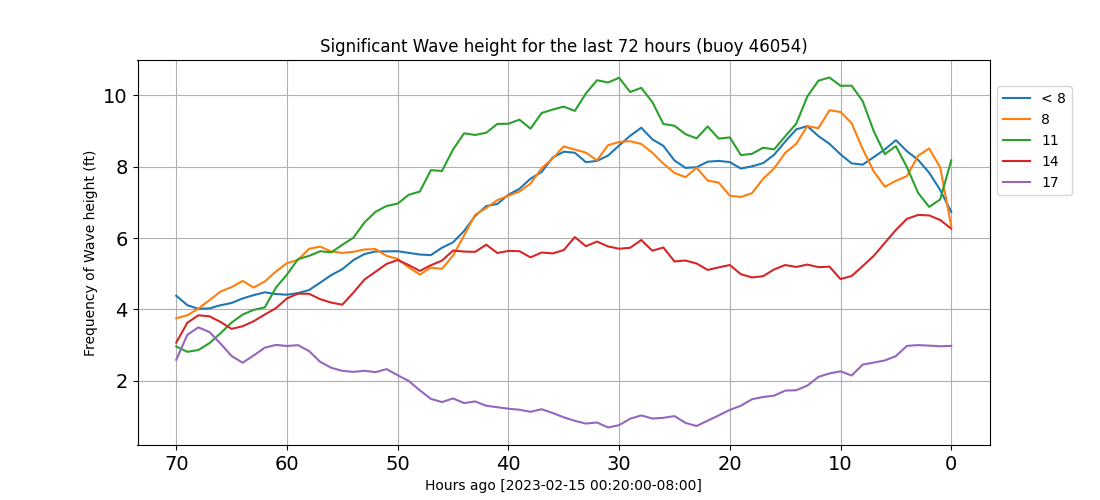 Significant Wave height for the last 72 hours (buoy 46054)
Frequency of Wave height (ft)
10
8
6
4
2
70 60 50 40 30 20 10 0
Hours ago [2023-02-15 00:20:00-08:00]
< 8
8
11
14
17